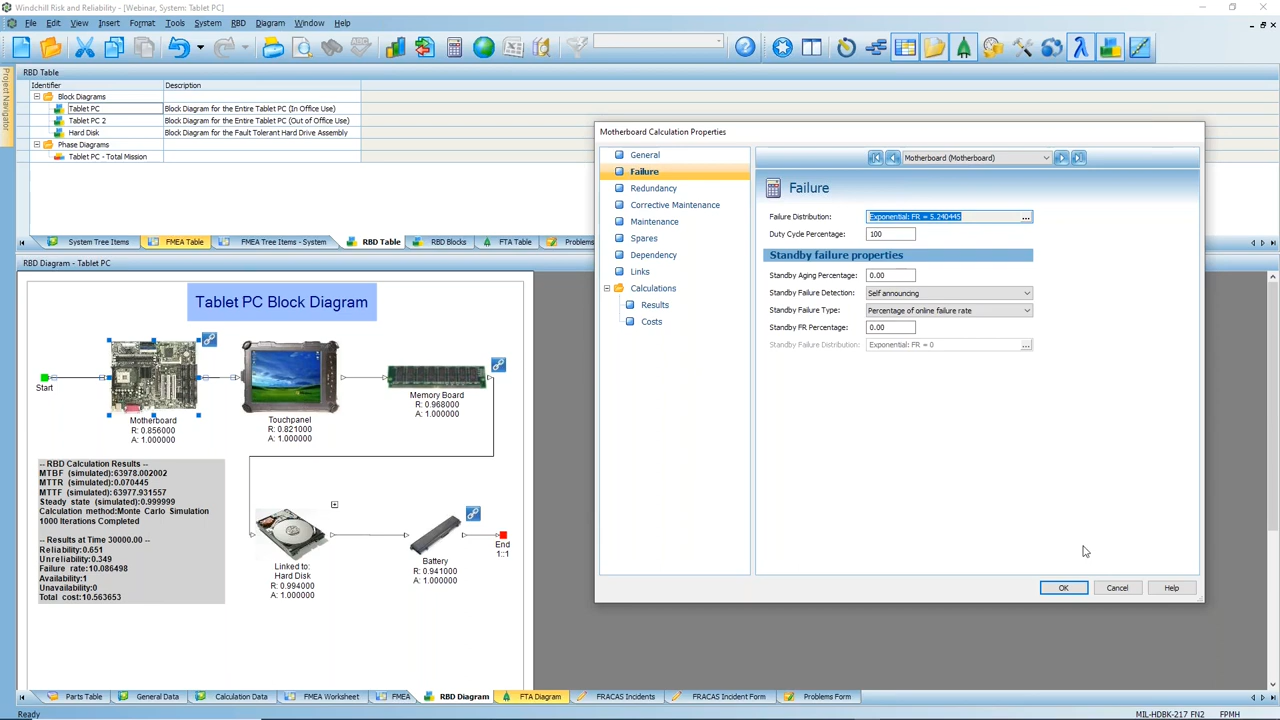 Windchill Risk and Reliability - [Webinar, System: Tablet PC]
File Edit View Insert Format Tools System RBD Diagram Window Help
RBD Table
Identifier Description
Block Diagrams
Tablet PC Block Diagram for the Entire Tablet PC (In Office Use)
Tablet PC 2 Block Diagram for the Entire Tablet PC (Out of Office Use)
Hard Disk Block Diagram for the Fault Tolerant Hard Drive Assembly
Phase Diagrams
Tablet PC - Total Mission
Project Navigator
System Tree Items FMEA Table FMEA Tree Items - System RBD Table RBD Blocks FTA Table Problems
RBD Diagram - Tablet PC
Tablet PC Block Diagram
Start
Motherboard
R: 0.856000
A: 1.000000
Touchpanel
R: 0.821000
A: 1.000000
Memory Board
R: 0.968000
A: 1.000000
-- RBD Calculation Results --
MTBF (simulated):63978.002002
MTTR (simulated):0.070445
MTTF (simulated):63977.931557
Steady state (simulated):0.999999
Calculation method:Monte Carlo Simulation
1000 Iterations Completed
-- Results at Time 30000.00 --
Reliability:0.651
Unreliability:0.349
Failure rate:10.086498
Availability:1
Unavailability:0
Total cost:10.563653
Linked to:
Hard Disk
R: 0.994000
A: 1.000000
Battery
R: 0.941000
A: 1.000000
End
1::1
Motherboard Calculation Properties
General
Failure
Redundancy
Corrective Maintenance
Maintenance
Spares
Dependency
Links
Calculations
Results
Costs
Motherboard (Motherboard)
Failure
Failure Distribution: Exponential: FR = 5.240445 ...
Duty Cycle Percentage: 100
Standby failure properties
Standby Aging Percentage: 0.00
Standby Failure Detection: Self announcing
Standby Failure Type: Percentage of online failure rate
Standby FR Percentage: 0.00
Standby Failure Distribution: Exponential: FR = 0 ...
OK Cancel Help
Parts Table General Data Calculation Data FMEA Worksheet FMEA RBD Diagram FTA Diagram FRACAS Incidents FRACAS Incident Form Problems Form
Ready MIL-HDBK-217 FN2 FPMH